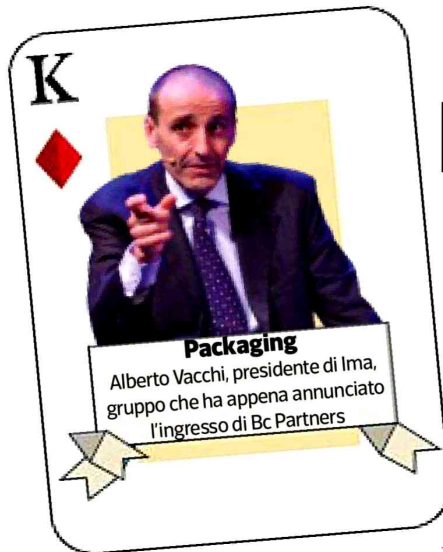 K
Packaging
Alberto Vacchi, presidente di Ima,
gruppo che ha appena annunciato
l'ingresso di Bc Partners